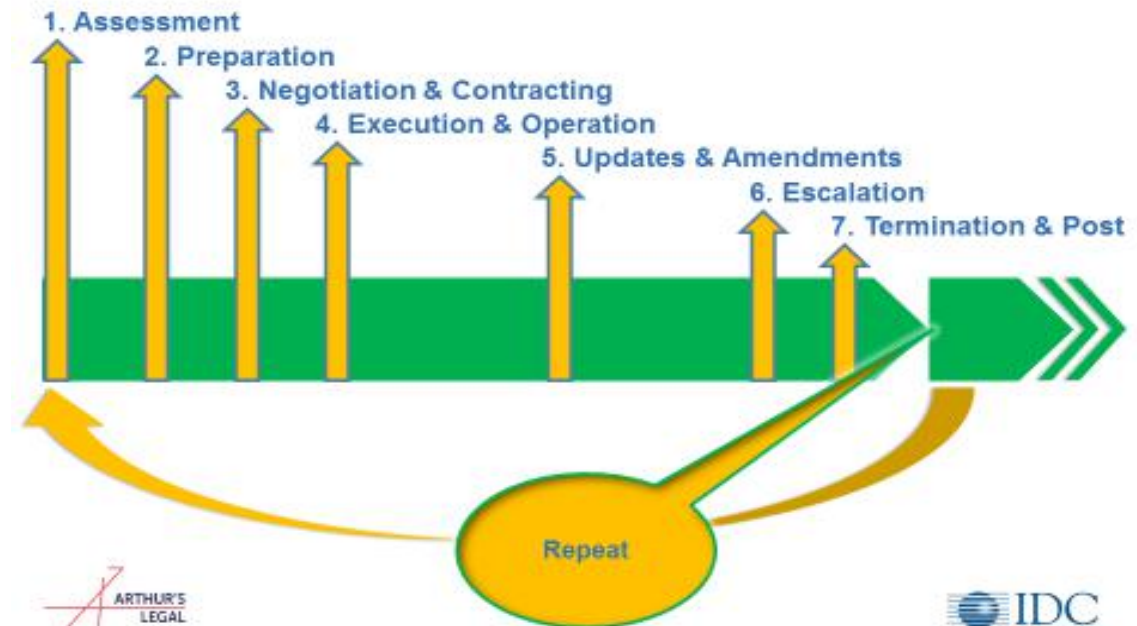 1. Assessment
2. Preparation
3. Negotiation & Contracting
4. Execution & Operation
5. Updates & Amendments
6. Escalation
7. Termination & Post
Repeat
ARTHUR'S
LEGAL
IDC